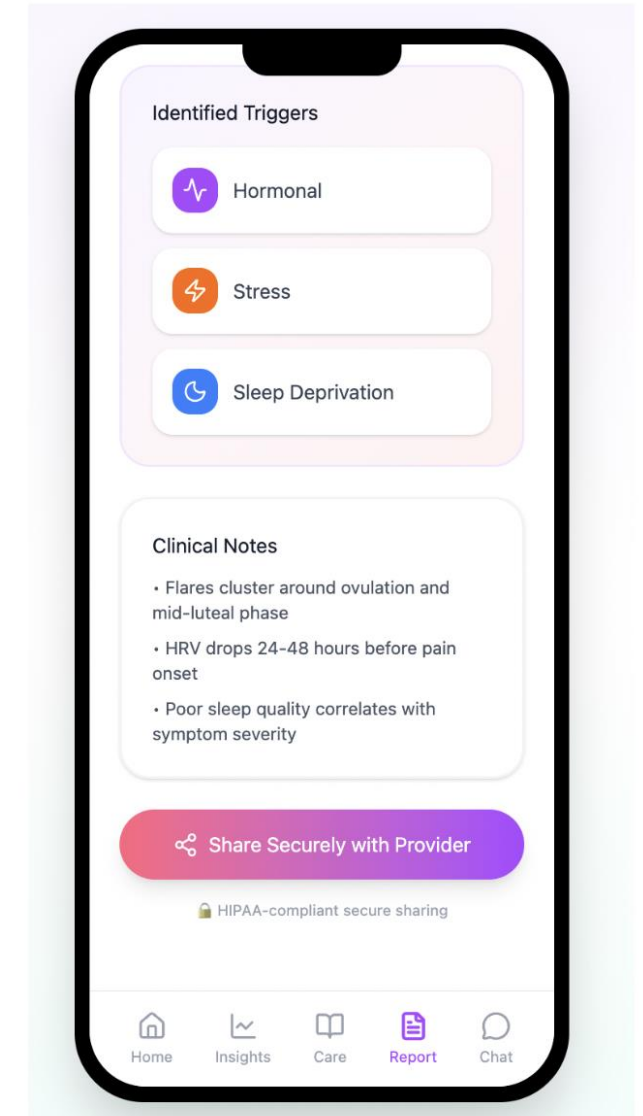 Identified Triggers
Hormonal
Stress
Sleep Deprivation
Clinical Notes
• Flares cluster around ovulation and
mid-luteal phase
• HRV drops 24-48 hours before pain
onset
• Poor sleep quality correlates with
symptom severity
Share Securely with Provider
🔒 HIPAA-compliant secure sharing
Home Insights Care Report Chat